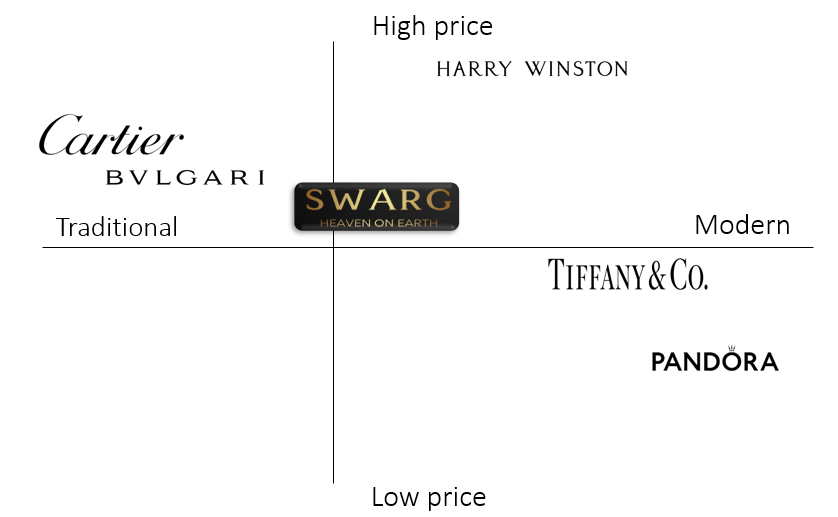 High price
HARRY WINSTON
Cartier
BVLGARI
SWARG
HEAVEN ON EARTH
Traditional
Modern
TIFFANY & CO.
PANDORA
Low price